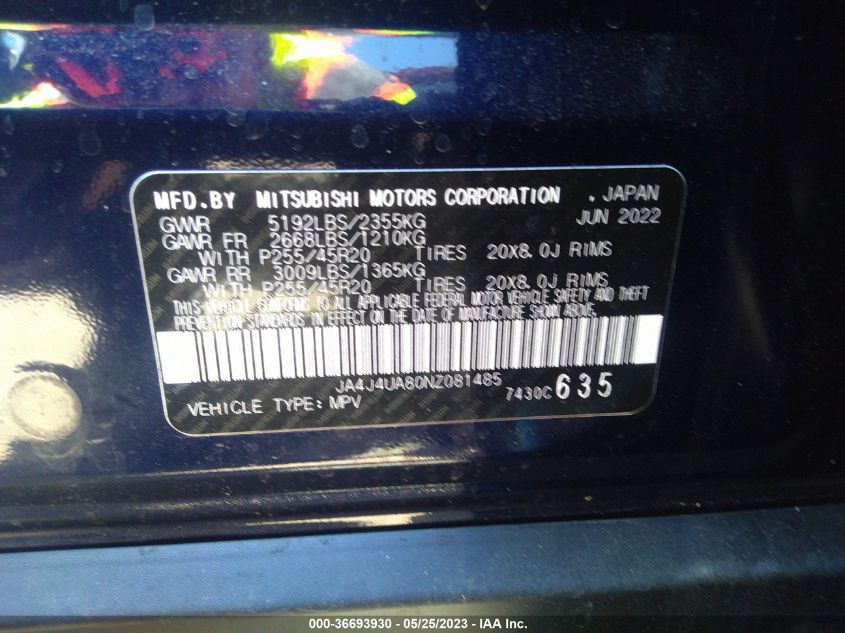 MFD.BY MITSUBISHI MOTORS CORPORATION . JAPAN
GVWR 5192LBS/2355KG JUN 2022
GAWR FR 2668LBS/1210KG
WITH P255/45R20 TIRES 20X8.0J RIMS
GAWR RR 3009LBS/1365KG
WITH P255/45R20 TIRES 20X8.0J RIMS
THIS VEHICLE CONFORMS TO ALL APPLICABLE FEDERAL MOTOR VEHICLE SAFETY AND THEFT
PREVENTION STANDARDS IN EFFECT ON THE DATE OF MANUFACTURE SHOWN ABOVE.
JA4J4UA80NZ081485
VEHICLE TYPE: MPV 7430C 635
000-36693930 - 05/25/2023 - IAA Inc.